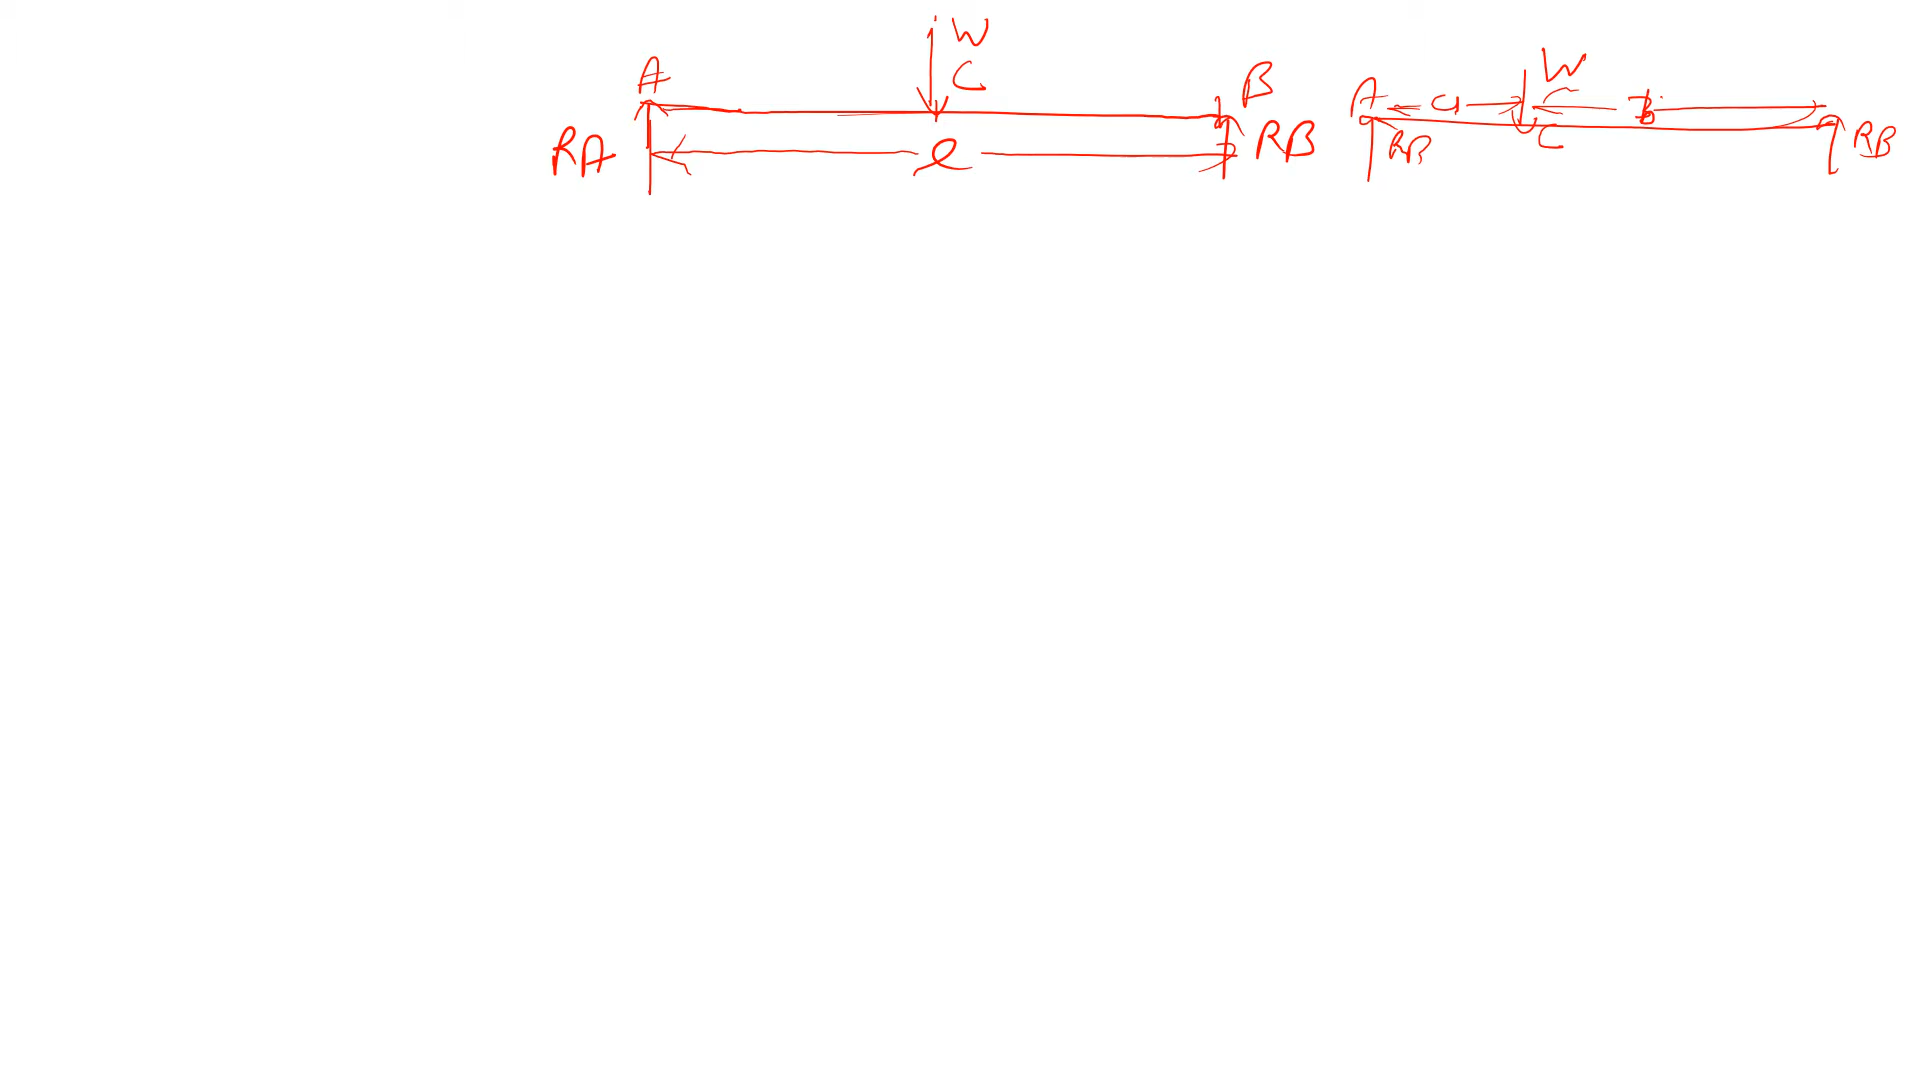 W
A C B
RA l RB
W
A a b
RB C RB